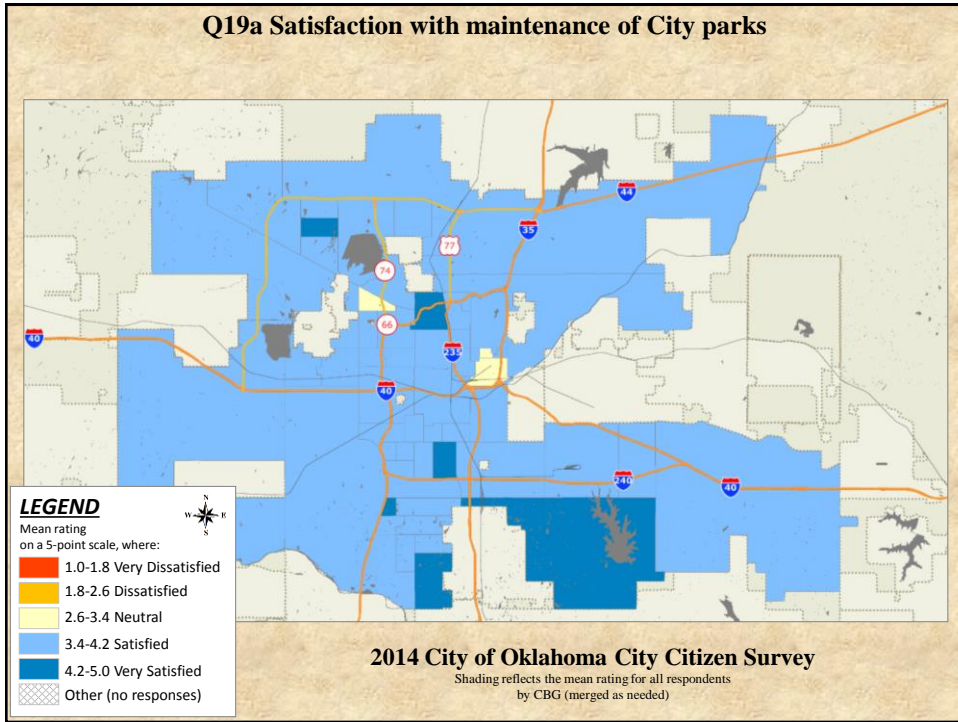 Q19a Satisfaction with maintenance of City parks
44
35
77
74
66
40
235
40
240
40
LEGEND
Mean rating
on a 5-point scale, where:
N
W E
S
1.0-1.8 Very Dissatisfied
1.8-2.6 Dissatisfied
2.6-3.4 Neutral
3.4-4.2 Satisfied
4.2-5.0 Very Satisfied
Other (no responses)
2014 City of Oklahoma City Citizen Survey
Shading reflects the mean rating for all respondents
by CBG (merged as needed)